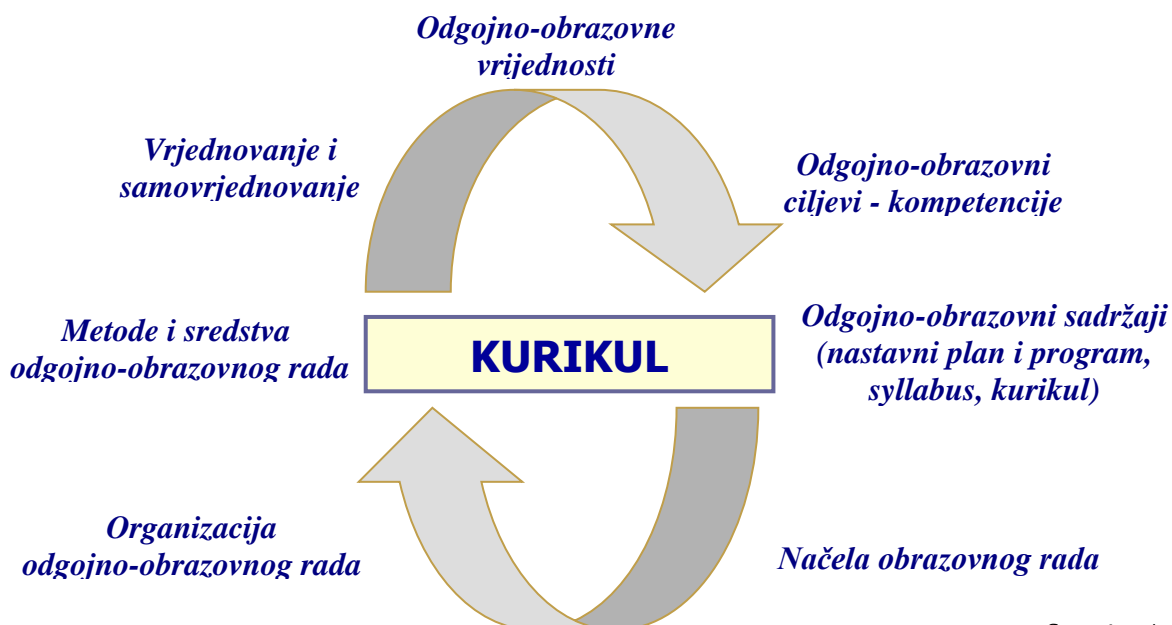 Odgojno-obrazovne
vrijednosti
Vrjednovanje i
samovrjednovanje
Odgojno-obrazovni
ciljevi - kompetencije
Metode i sredstva
odgojno-obrazovnog rada
KURIKUL
Odgojno-obrazovni sadržaji
(nastavni plan i program,
syllabus, kurikul)
Organizacija
odgojno-obrazovnog rada
Načela obrazovnog rada